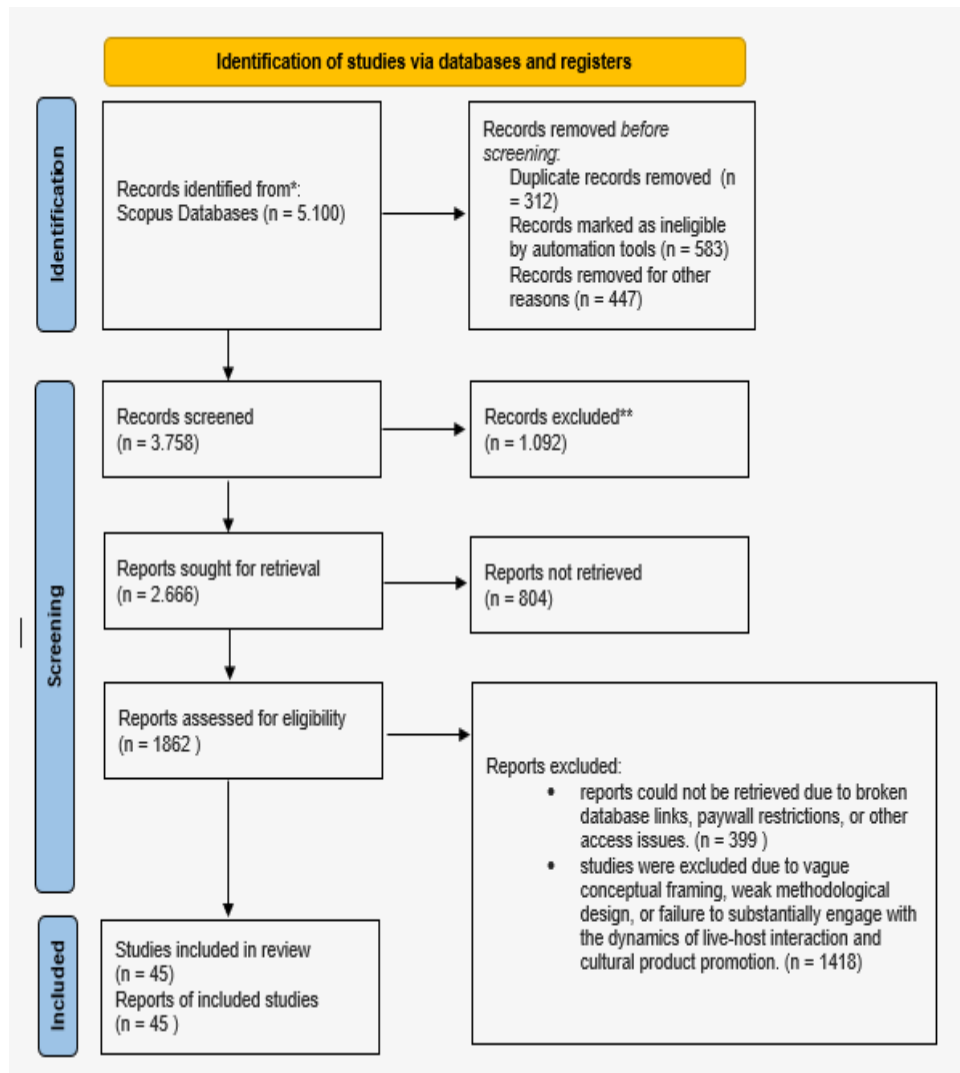 Identification of studies via databases and registers
Identification
Records identified from*:
Scopus Databases (n = 5.100)
Records removed before
screening:
Duplicate records removed (n
= 312)
Records marked as ineligible
by automation tools (n = 583)
Records removed for other
reasons (n = 447)
Screening
Records screened
(n = 3.758)
Records excluded**
(n = 1.092)
Reports sought for retrieval
(n = 2.666)
Reports not retrieved
(n = 804)
Reports assessed for eligibility
(n = 1862 )
Reports excluded:
• reports could not be retrieved due to broken
database links, paywall restrictions, or other
access issues. (n = 399 )
• studies were excluded due to vague
conceptual framing, weak methodological
design, or failure to substantially engage with
the dynamics of live-host interaction and
cultural product promotion. (n = 1418)
Included
Studies included in review
(n = 45)
Reports of included studies
(n = 45 )